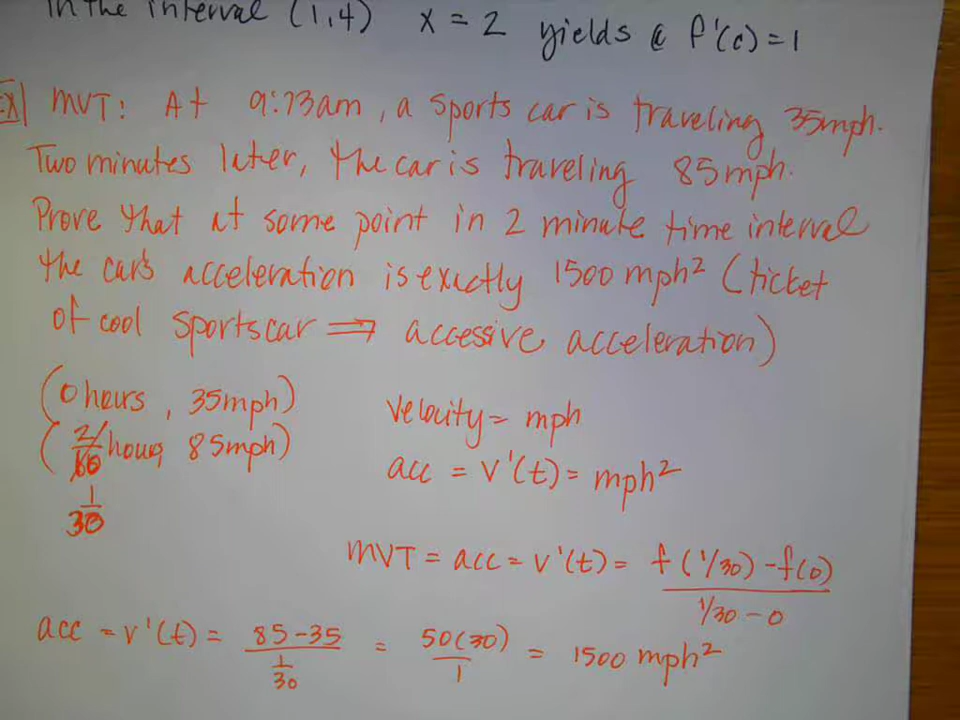 in the interval (1,4) x = 2 yields @ f'(c) = 1
EX| MVT: At 9:73am, a sports car is traveling 35mph.
Two minutes later, the car is traveling 85mph.
Prove that at some point in 2 minute time interval
the car's acceleration is exactly 1500 mph² (ticket
of cool sportscar ⟹ accessive acceleration)
(0 hours, 35mph)
(2/60 hours, 85mph)
1/30
Velocity = mph
acc = v'(t) = mph²
MVT = acc = v'(t) = f(1/30) - f(0) / 1/30 - 0
acc = v'(t) = 85-35 / 1/30 = 50(30) / 1 = 1500 mph²